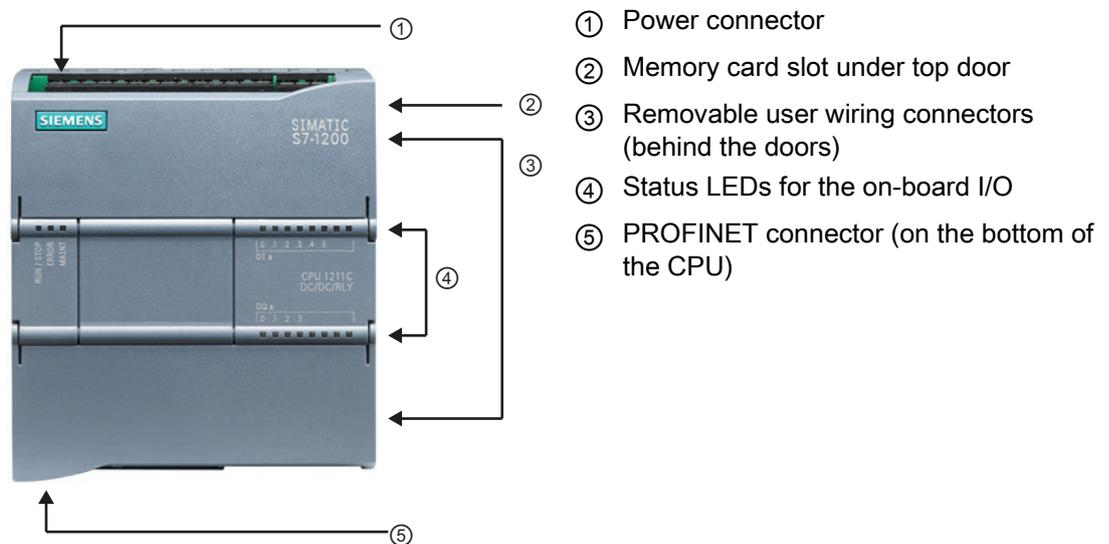 ①
②
③
④
⑤
SIEMENS
SIMATIC
S7-1200
RUN / STOP
ERROR
MAINT
.0 .1 .2 .3 .4 .5
DI a
CPU 1211C
DC/DC/RLY
DQ a
.0 .1 .2 .3
① Power connector
② Memory card slot under top door
③ Removable user wiring connectors
(behind the doors)
④ Status LEDs for the on-board I/O
⑤ PROFINET connector (on the bottom of
the CPU)